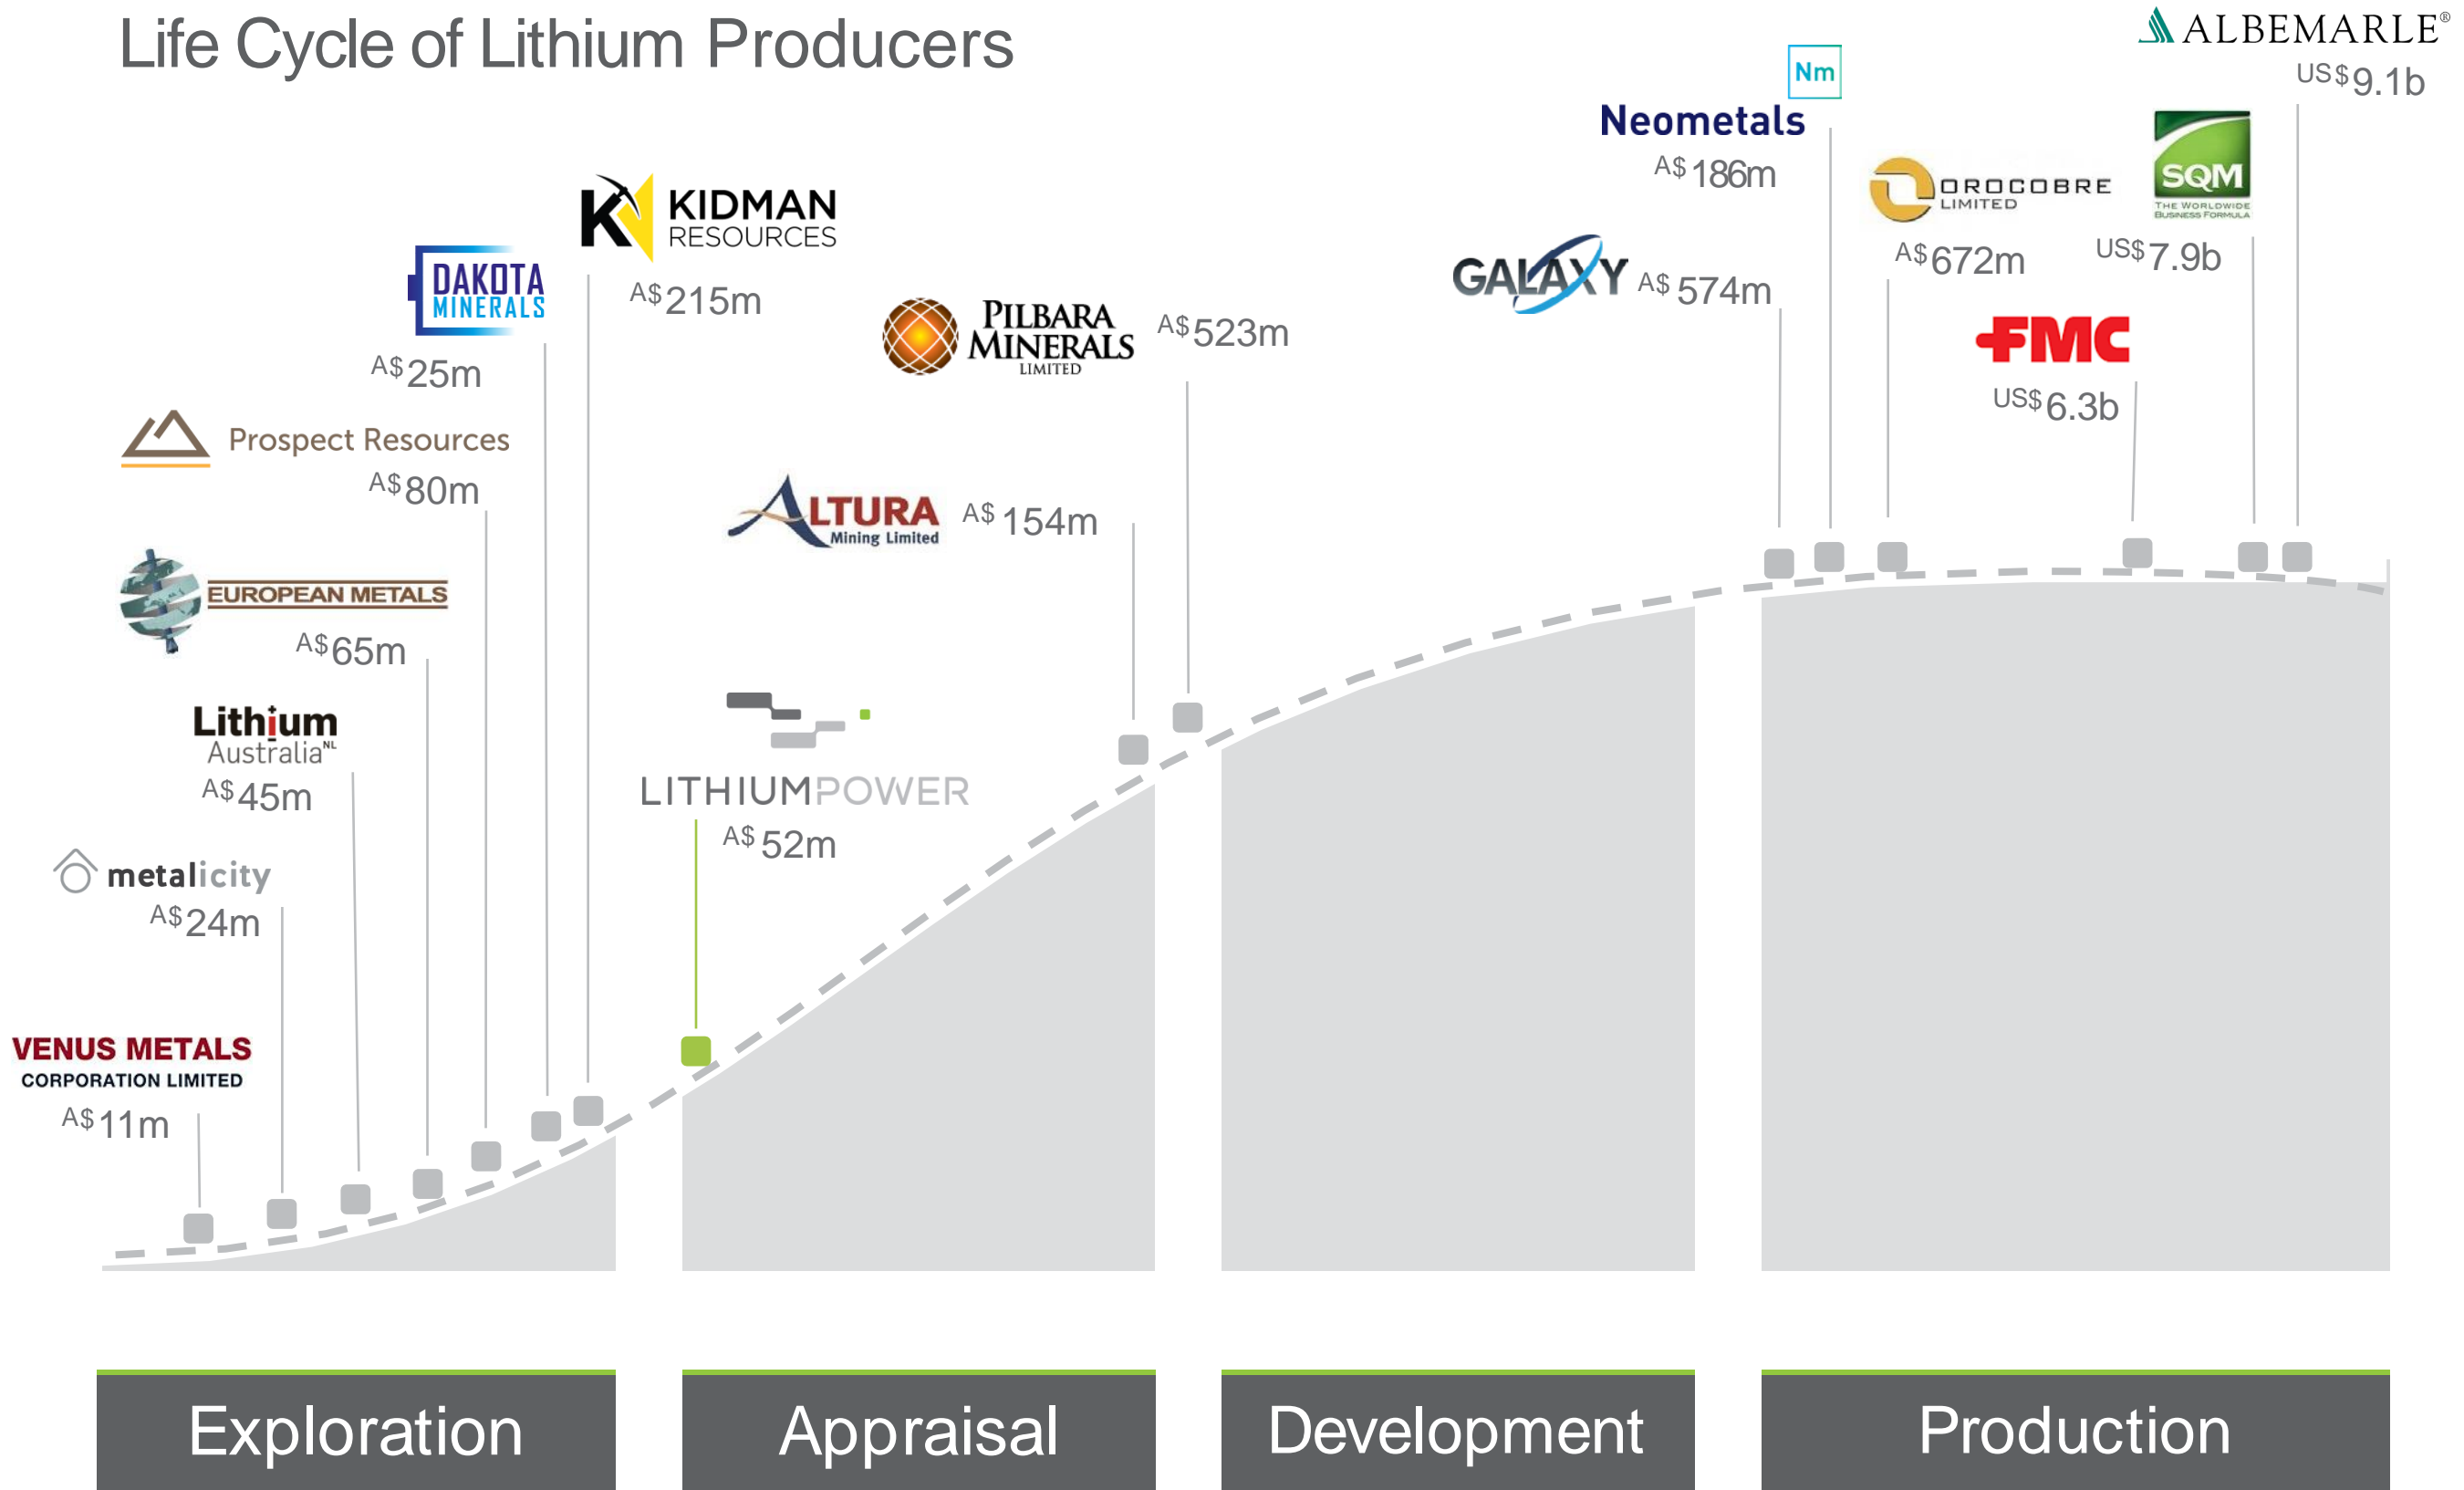 Life Cycle of Lithium Producers
ALBEMARLE®
US$9.1b
Nm
Neometals
A$186m
OROCOBRE
LIMITED
A$672m
SQM
THE WORLDWIDE
BUSINESS FORMULA
US$7.9b
KIDMAN
RESOURCES
A$215m
DAKOTA
MINERALS
A$25m
GALAXY A$574m
PILBARA
MINERALS
LIMITED
A$523m
FMC
US$6.3b
Prospect Resources
A$80m
ALTURA
Mining Limited
A$154m
EUROPEAN METALS
A$65m
Lithium
Australia NL
A$45m
LITHIUMPOWER
A$52m
metalicity
A$24m
VENUS METALS
CORPORATION LIMITED
A$11m
Exploration
Appraisal
Development
Production